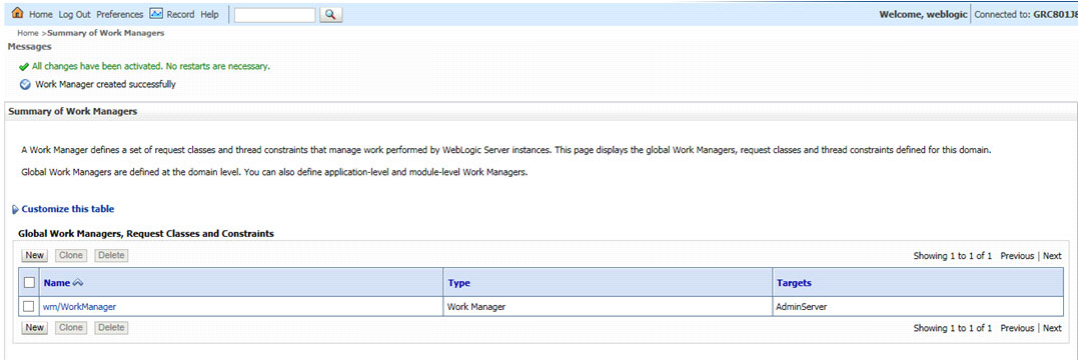 Home Log Out Preferences Record Help
Welcome, weblogic Connected to: GRC801J8
Home >Summary of Work Managers
Messages
All changes have been activated. No restarts are necessary.
Work Manager created successfully
Summary of Work Managers
A Work Manager defines a set of request classes and thread constraints that manage work performed by WebLogic Server instances. This page displays the global Work Managers, request classes and thread constraints defined for this domain.
Global Work Managers are defined at the domain level. You can also define application-level and module-level Work Managers.
Customize this table
Global Work Managers, Request Classes and Constraints
New Clone Delete Showing 1 to 1 of 1 Previous | Next
Name Type Targets
wm/WorkManager Work Manager AdminServer
New Clone Delete Showing 1 to 1 of 1 Previous | Next